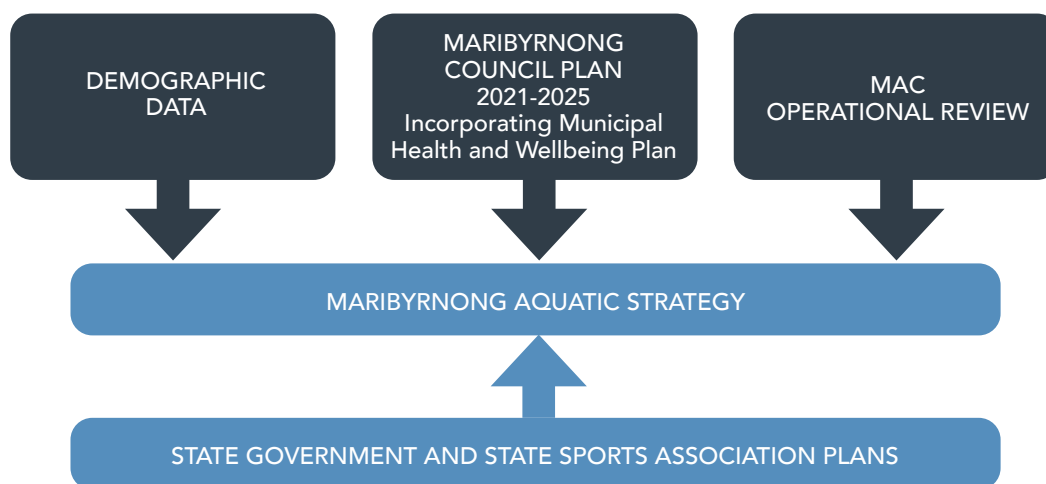 DEMOGRAPHIC
DATA
MARIBYRNONG
COUNCIL PLAN
2021-2025
Incorporating Municipal
Health and Wellbeing Plan
MAC
OPERATIONAL REVIEW
MARIBYRNONG AQUATIC STRATEGY
STATE GOVERNMENT AND STATE SPORTS ASSOCIATION PLANS